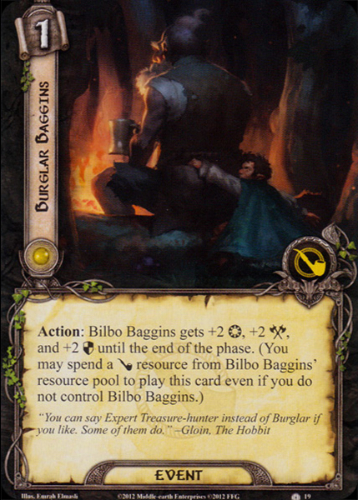 1
BURGLAR BAGGINS
Action: Bilbo Baggins gets +2 , +2 ,
and +2 until the end of the phase. (You
may spend a resource from Bilbo Baggins'
resource pool to play this card even if you
do not control Bilbo Baggins.)
"You can say Expert Treasure-hunter instead of Burglar if
you like. Some of them do." –Gloin, The Hobbit
EVENT
Illus. Emrah Elmasli
©2012 Middle-earth Enterprises ©2012 FFG
19